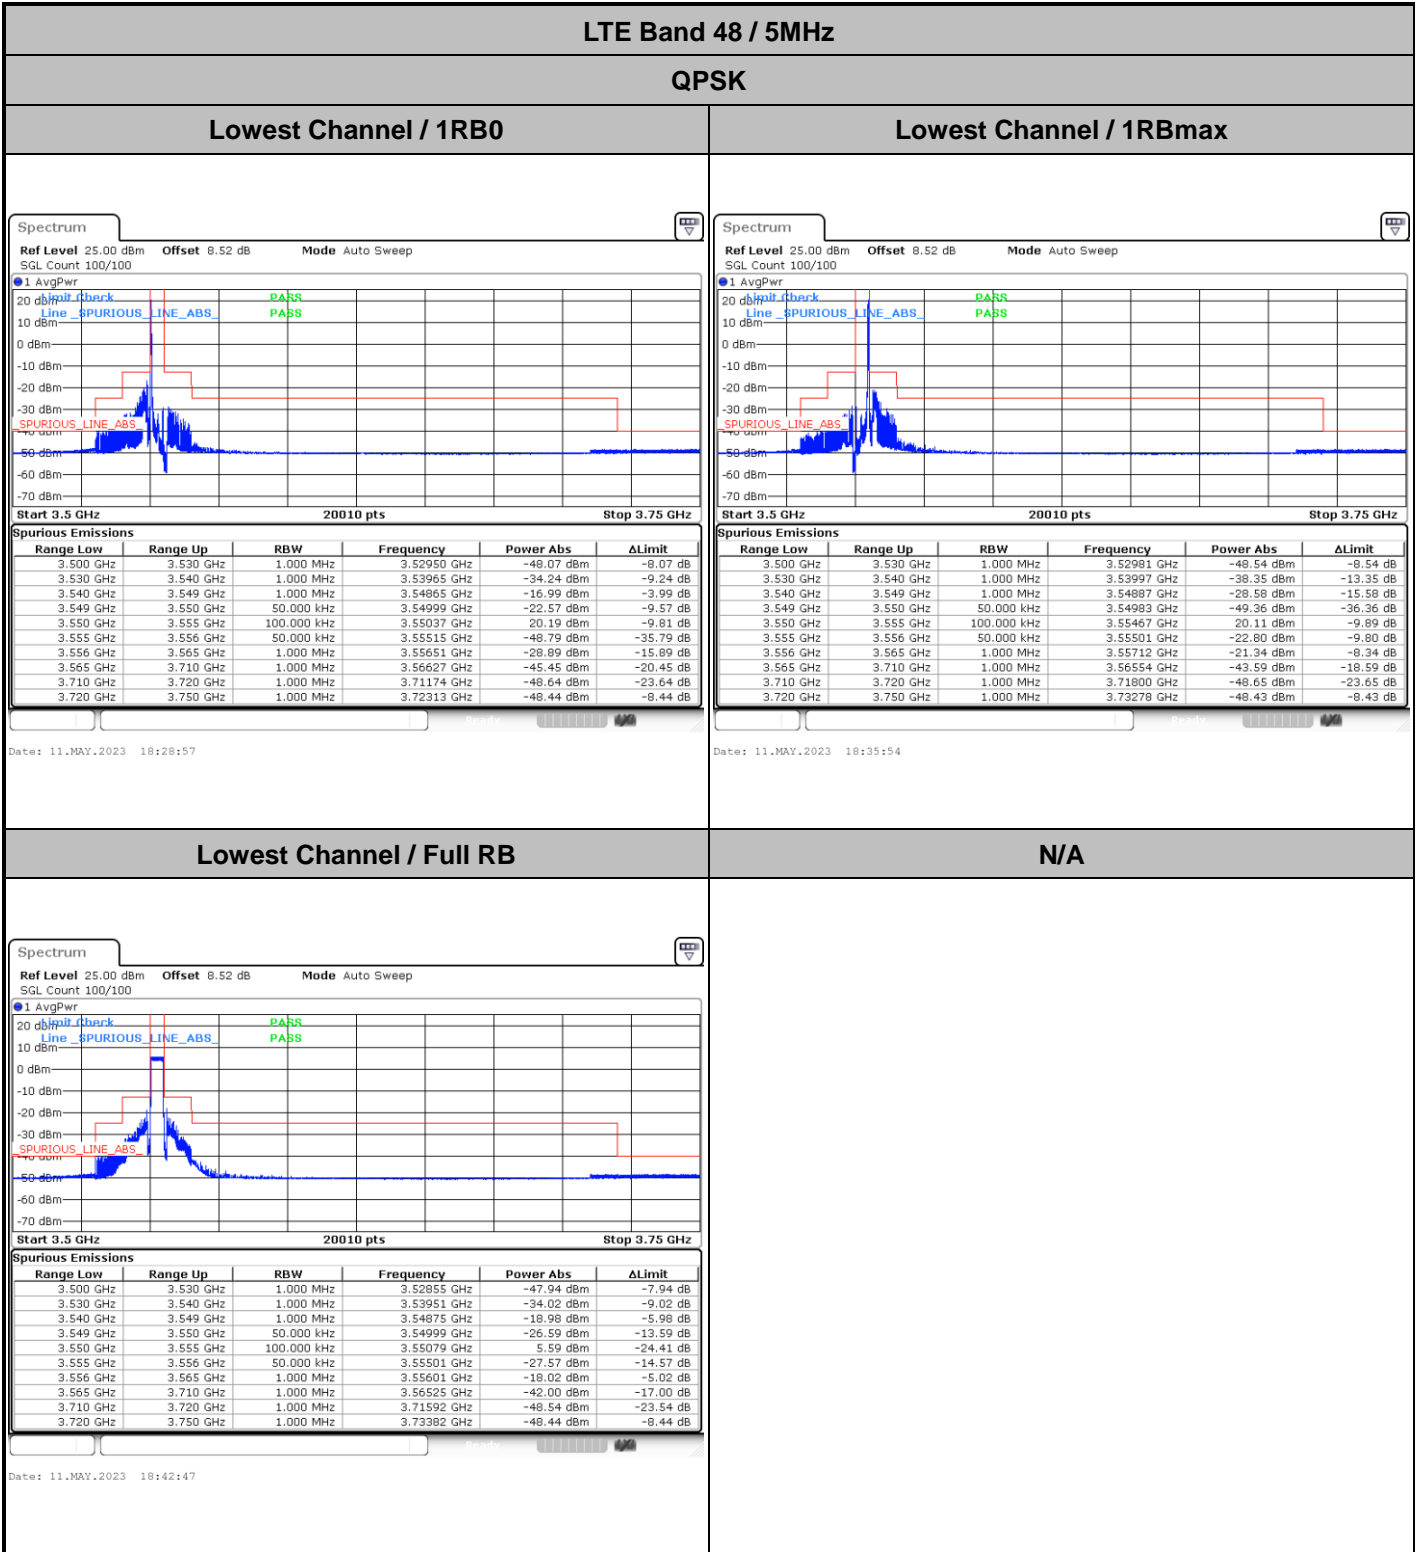 LTE Band 48 / 5MHz
QPSK
Lowest Channel / 1RB0
Lowest Channel / 1RBmax
Spectrum
Ref Level 25.00 dBm Offset 8.52 dB Mode Auto Sweep
SGL Count 100/100
1 AvgPwr
Limit Check PASS
Line _SPURIOUS_LINE_ABS_ PASS
20 dBm
10 dBm
0 dBm
-10 dBm
-20 dBm
-30 dBm
_SPURIOUS_LINE_ABS_
-40 dBm
-50 dBm
-60 dBm
-70 dBm
Start 3.5 GHz 20010 pts Stop 3.75 GHz
Spurious Emissions
Range Low Range Up RBW Frequency Power Abs ΔLimit
3.500 GHz 3.530 GHz 1.000 MHz 3.52950 GHz -48.07 dBm -8.07 dB
3.530 GHz 3.540 GHz 1.000 MHz 3.53965 GHz -34.24 dBm -9.24 dB
3.540 GHz 3.549 GHz 1.000 MHz 3.54865 GHz -16.99 dBm -3.99 dB
3.549 GHz 3.550 GHz 50.000 kHz 3.54999 GHz -22.57 dBm -9.57 dB
3.550 GHz 3.555 GHz 100.000 kHz 3.55037 GHz 20.19 dBm -9.81 dB
3.555 GHz 3.556 GHz 50.000 kHz 3.55515 GHz -48.79 dBm -35.79 dB
3.556 GHz 3.565 GHz 1.000 MHz 3.55651 GHz -28.89 dBm -15.89 dB
3.565 GHz 3.710 GHz 1.000 MHz 3.56627 GHz -45.45 dBm -20.45 dB
3.710 GHz 3.720 GHz 1.000 MHz 3.71174 GHz -48.64 dBm -23.64 dB
3.720 GHz 3.750 GHz 1.000 MHz 3.72313 GHz -48.44 dBm -8.44 dB
Ready
Date: 11.MAY.2023 18:28:57
Spectrum
Ref Level 25.00 dBm Offset 8.52 dB Mode Auto Sweep
SGL Count 100/100
1 AvgPwr
Limit Check PASS
Line _SPURIOUS_LINE_ABS_ PASS
20 dBm
10 dBm
0 dBm
-10 dBm
-20 dBm
-30 dBm
_SPURIOUS_LINE_ABS_
-40 dBm
-50 dBm
-60 dBm
-70 dBm
Start 3.5 GHz 20010 pts Stop 3.75 GHz
Spurious Emissions
Range Low Range Up RBW Frequency Power Abs ΔLimit
3.500 GHz 3.530 GHz 1.000 MHz 3.52981 GHz -48.54 dBm -8.54 dB
3.530 GHz 3.540 GHz 1.000 MHz 3.53997 GHz -38.35 dBm -13.35 dB
3.540 GHz 3.549 GHz 1.000 MHz 3.54887 GHz -28.58 dBm -15.58 dB
3.549 GHz 3.550 GHz 50.000 kHz 3.54983 GHz -49.36 dBm -36.36 dB
3.550 GHz 3.555 GHz 100.000 kHz 3.55467 GHz 20.11 dBm -9.89 dB
3.555 GHz 3.556 GHz 50.000 kHz 3.55501 GHz -22.80 dBm -9.80 dB
3.556 GHz 3.565 GHz 1.000 MHz 3.55712 GHz -21.34 dBm -8.34 dB
3.565 GHz 3.710 GHz 1.000 MHz 3.56554 GHz -43.59 dBm -18.59 dB
3.710 GHz 3.720 GHz 1.000 MHz 3.71800 GHz -48.65 dBm -23.65 dB
3.720 GHz 3.750 GHz 1.000 MHz 3.73278 GHz -48.43 dBm -8.43 dB
Ready
Date: 11.MAY.2023 18:35:54
Lowest Channel / Full RB
N/A
Spectrum
Ref Level 25.00 dBm Offset 8.52 dB Mode Auto Sweep
SGL Count 100/100
1 AvgPwr
Limit Check PASS
Line _SPURIOUS_LINE_ABS_ PASS
20 dBm
10 dBm
0 dBm
-10 dBm
-20 dBm
-30 dBm
_SPURIOUS_LINE_ABS_
-40 dBm
-50 dBm
-60 dBm
-70 dBm
Start 3.5 GHz 20010 pts Stop 3.75 GHz
Spurious Emissions
Range Low Range Up RBW Frequency Power Abs ΔLimit
3.500 GHz 3.530 GHz 1.000 MHz 3.52855 GHz -47.94 dBm -7.94 dB
3.530 GHz 3.540 GHz 1.000 MHz 3.53951 GHz -34.02 dBm -9.02 dB
3.540 GHz 3.549 GHz 1.000 MHz 3.54875 GHz -18.98 dBm -5.98 dB
3.549 GHz 3.550 GHz 50.000 kHz 3.54999 GHz -26.59 dBm -13.59 dB
3.550 GHz 3.555 GHz 100.000 kHz 3.55079 GHz 5.59 dBm -24.41 dB
3.555 GHz 3.556 GHz 50.000 kHz 3.55501 GHz -27.57 dBm -14.57 dB
3.556 GHz 3.565 GHz 1.000 MHz 3.55601 GHz -18.02 dBm -5.02 dB
3.565 GHz 3.710 GHz 1.000 MHz 3.56525 GHz -42.00 dBm -17.00 dB
3.710 GHz 3.720 GHz 1.000 MHz 3.71592 GHz -48.54 dBm -23.54 dB
3.720 GHz 3.750 GHz 1.000 MHz 3.73382 GHz -48.44 dBm -8.44 dB
Ready
Date: 11.MAY.2023 18:42:47